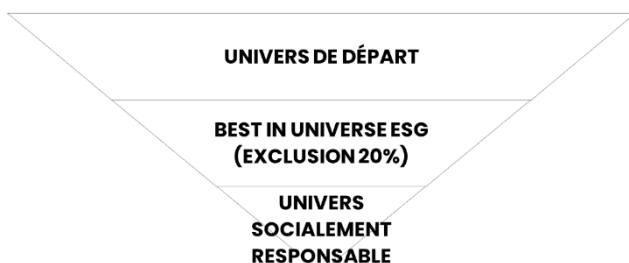 UNIVERS DE DÉPART
BEST IN UNIVERSE ESG
(EXCLUSION 20%)
UNIVERS
SOCIALEMENT
RESPONSABLE